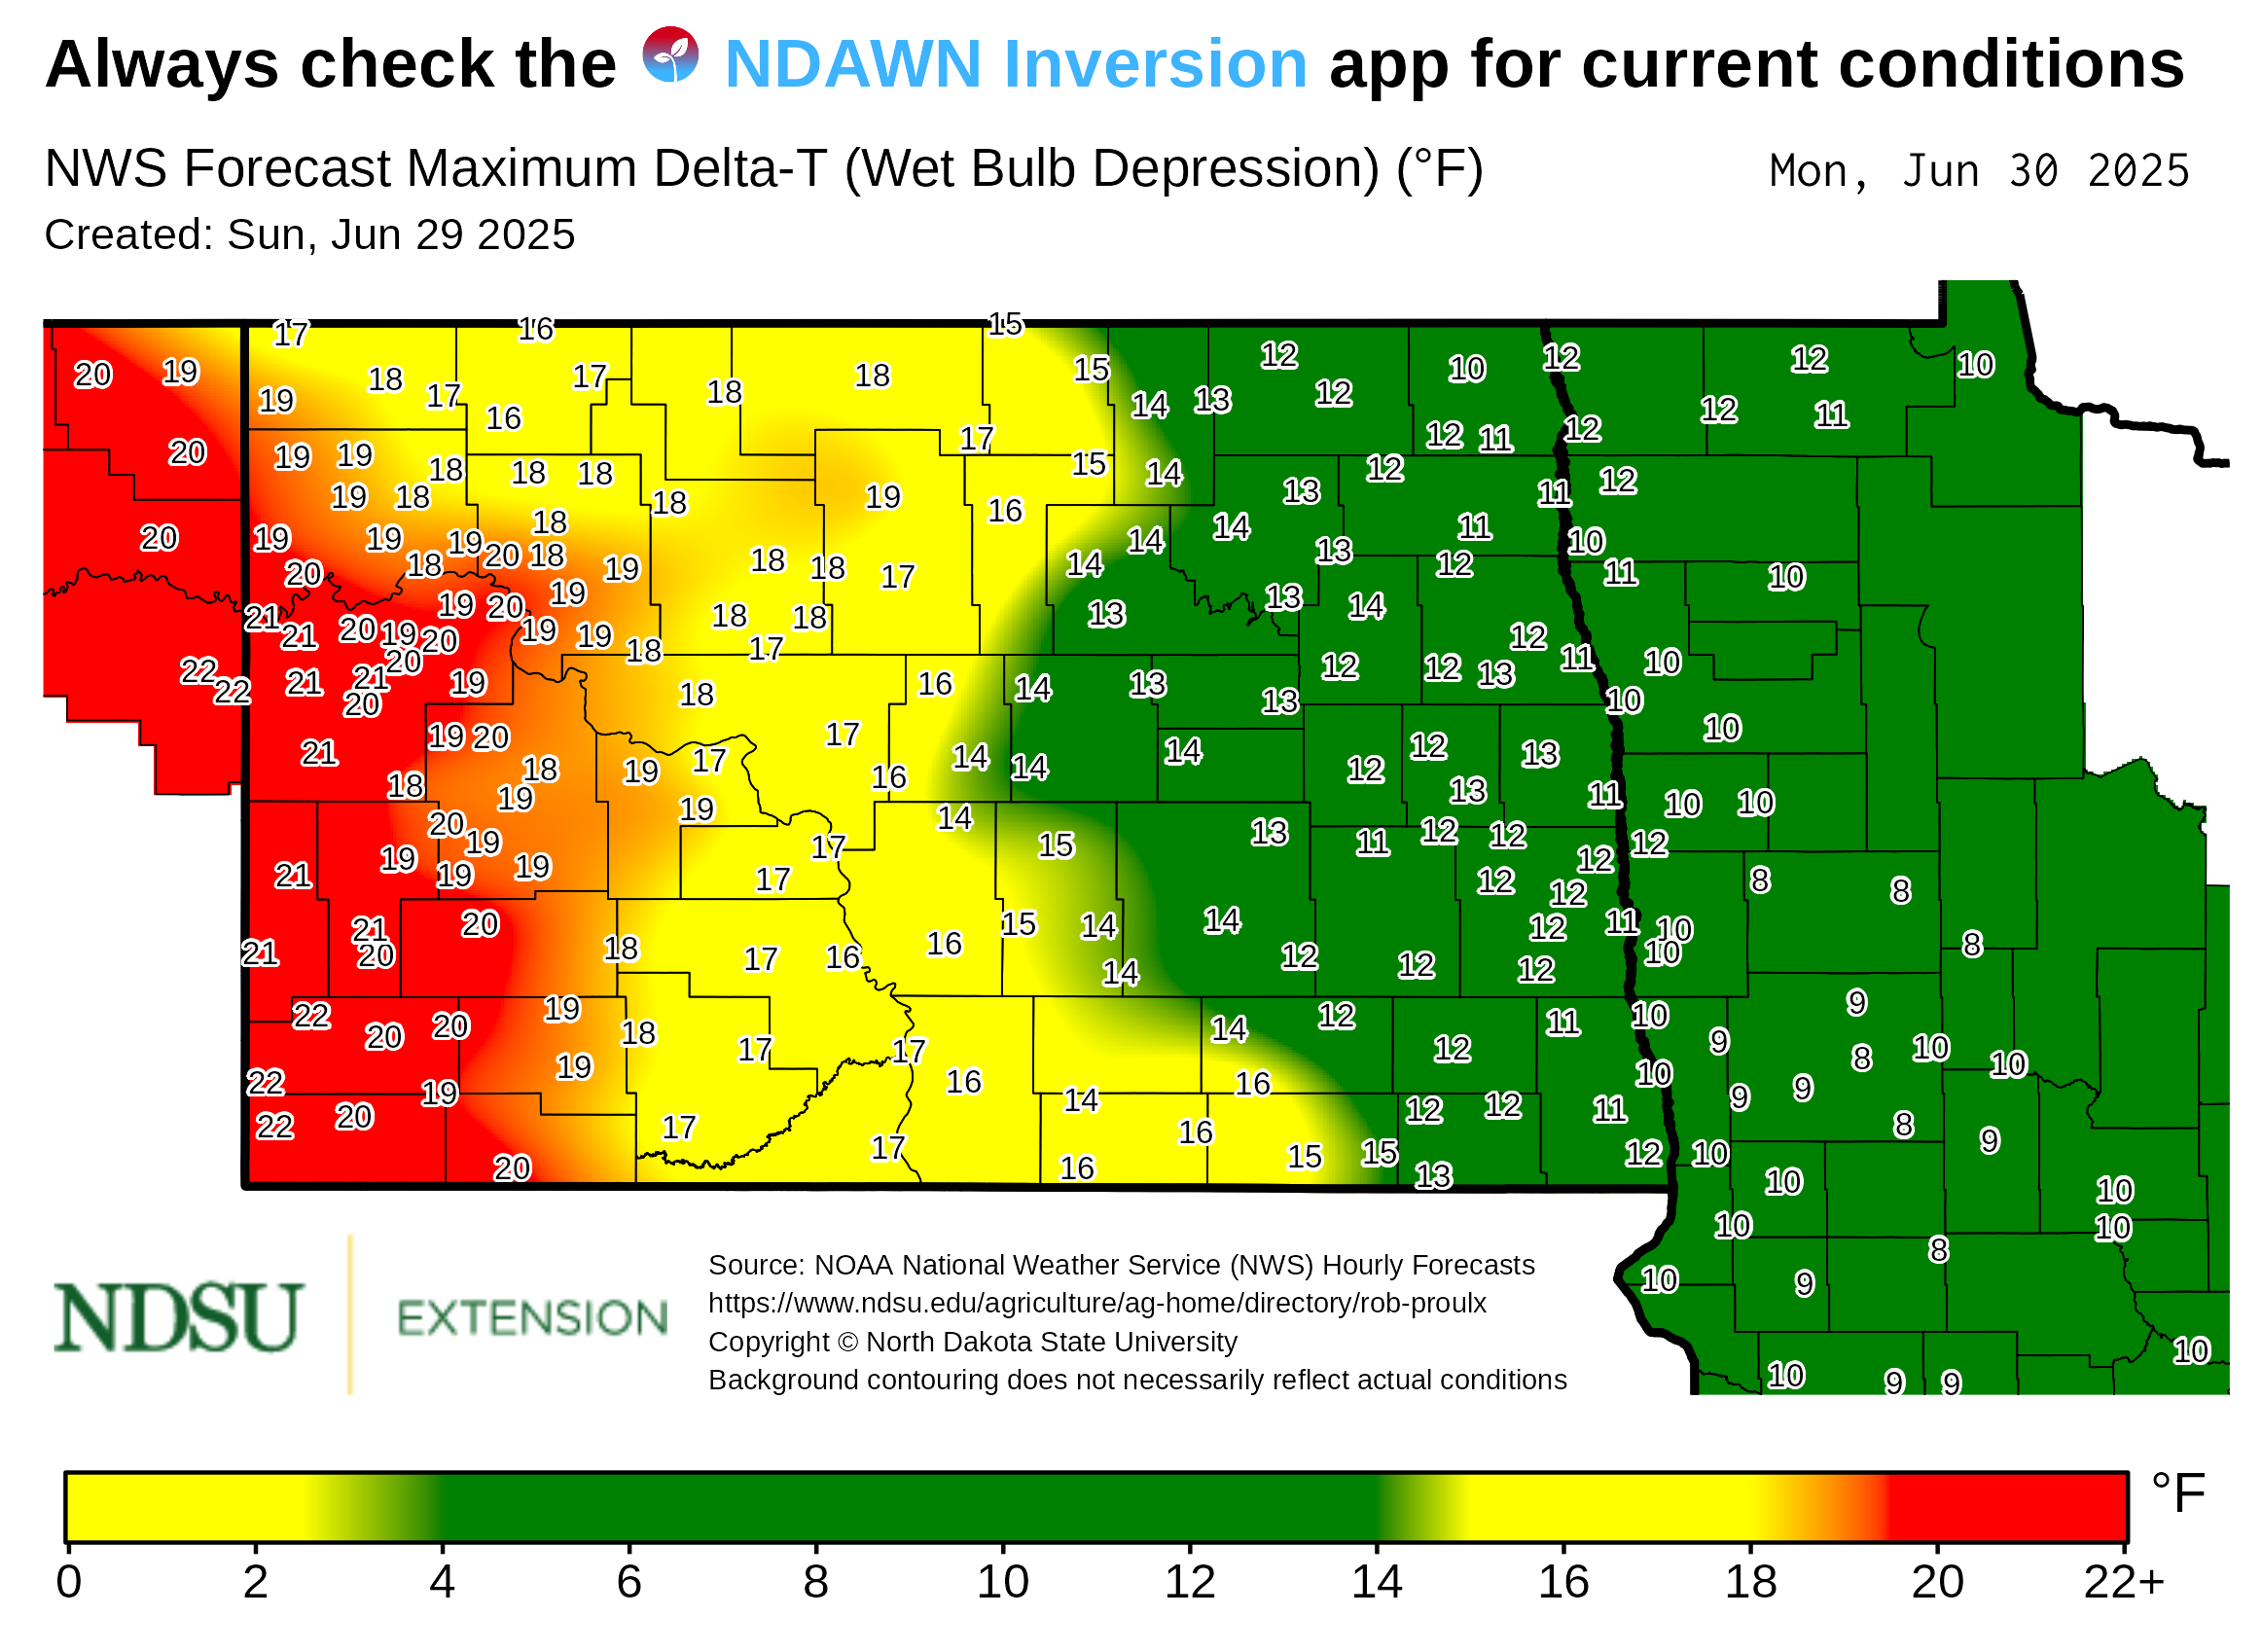 Always check the NDAWN Inversion app for current conditions
NWS Forecast Maximum Delta-T (Wet Bulb Depression) (°F) Mon, Jun 30 2025
Created: Sun, Jun 29 2025
17 16 15
20 19 18 17 18 15 12 10 12 12 10
19 17 16 18 14 13 12 12 11
20 19 19 18 18 18 17 15 14 12 11 12
19 18 18 19 16 13 12 11 12
20 19 19 19 18 14 14 11 10
18 20 18 19 18 18 17 14 13 12 11 10
20 19 20 19 18 18 13 13 14
21 21 20 19 20 19 19 18 17 12 11 10
22 22 21 21 20 20 19 18 16 14 13 13 12 12 13 10
21 19 20 18 19 17 17 16 14 14 14 12 12 13 10
18 19 19 14 13 11 10 10
20 19 19 17 15 13 11 12 12 12 12
21 19 19 17 12 12 8 8
21 21 20 20 18 17 16 16 15 14 14 12 12 12 12 11 10 10 8
14
22 20 20 19 18 17 17 14 12 12 11 10 9 9 10
22 19 19 16 16 10 9 9 8 10
22 20 17 17 14 16 12 12 11 8 9
20 16 15 15 13 12 10 10 10
10 10
8
10 9
NDSU EXTENSION
Source: NOAA National Weather Service (NWS) Hourly Forecasts
https://www.ndsu.edu/agriculture/ag-home/directory/rob-proulx
Copyright © North Dakota State University
Background contouring does not necessarily reflect actual conditions
10
10 9 9
°F
0 2 4 6 8 10 12 14 16 18 20 22+